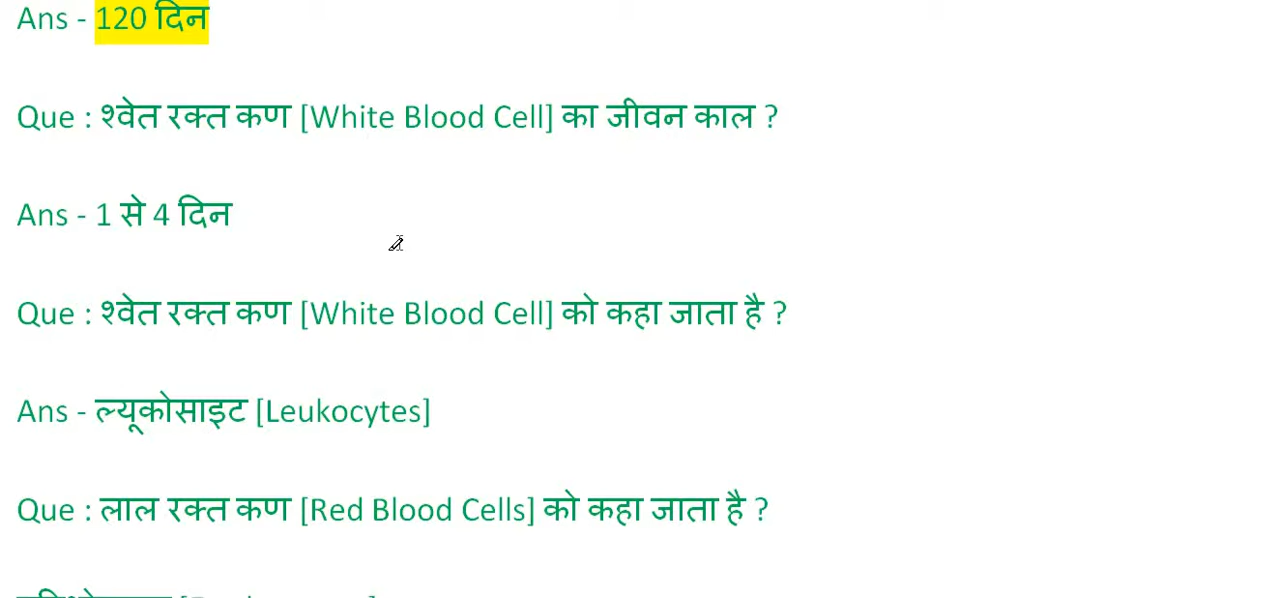 Ans - 120 दिन
Que : श्वेत रक्त कण [White Blood Cell] का जीवन काल ?
Ans - 1 से 4 दिन
Que : श्वेत रक्त कण [White Blood Cell] को कहा जाता है ?
Ans - ल्यूकोसाइट [Leukocytes]
Que : लाल रक्त कण [Red Blood Cells] को कहा जाता है ?